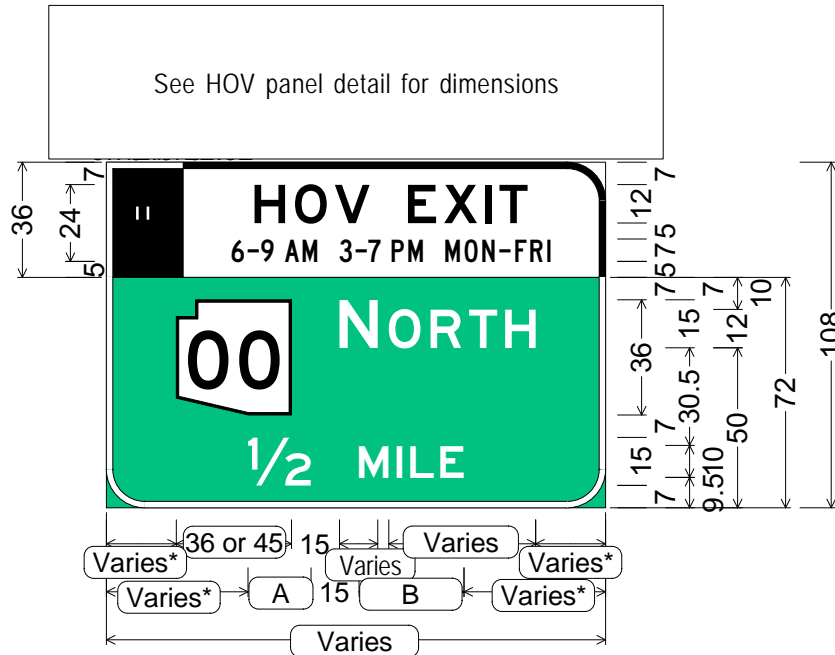 See HOV panel detail for dimensions
HOV EXIT
6-9 AM 3-7 PM MON-FRI
NORTH
00
1/2 MILE
36
7
24
5
7
12
5
7
5
7
36
15
7
7
15
30.5
10
9.5
7
12
50
10
72
108
36 or 45
15
Varies
Varies*
Varies
Varies*
Varies*
A
15
B
Varies*
Varies